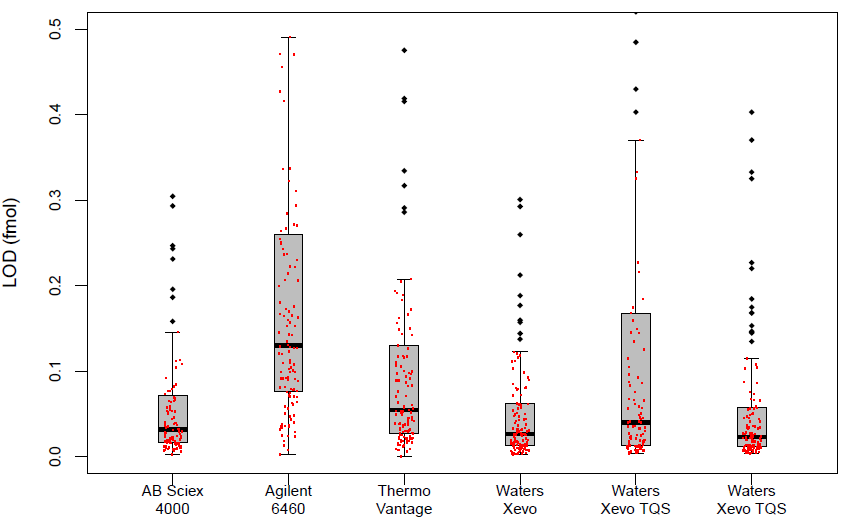 LOD (fmol)
0.5
0.4
0.3
0.2
0.1
0.0
AB Sciex Agilent Thermo Waters Waters Waters
4000 6460 Vantage Xevo Xevo TQS Xevo TQS